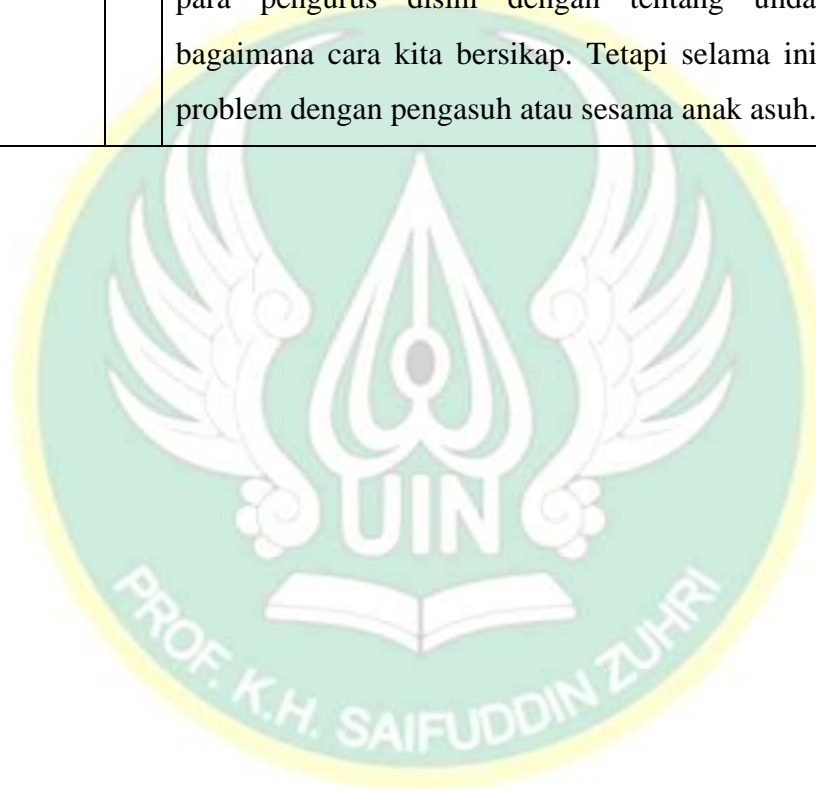 para pengurus disini dengan tentang unda
bagaimana cara kita bersikap. Tetapi selama ini
problem dengan pengasuh atau sesama anak asuh.
UIN
PROF. K.H. SAIFUDDIN ZUHRI